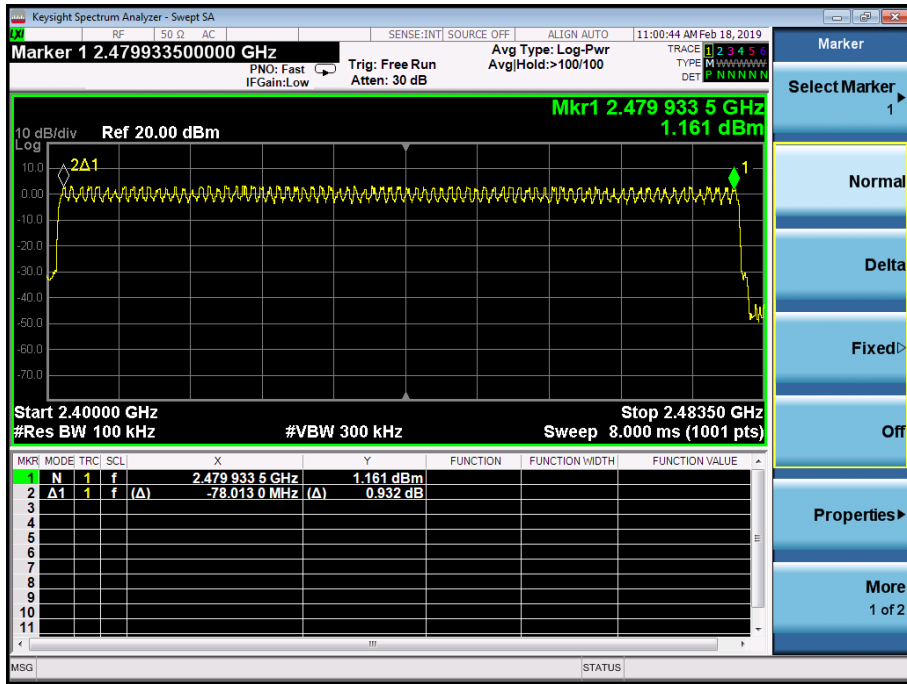 Keysight Spectrum Analyzer - Swept SA
LXI RF 50 Ω AC SENSE:INT SOURCE OFF ALIGN AUTO 11:00:44 AM Feb 18, 2019
Marker 1 2.479933500000 GHz
PNO: Fast
IFGain:Low
Trig: Free Run
Atten: 30 dB
Avg Type: Log-Pwr
Avg|Hold:>100/100
TRACE 1 2 3 4 5 6
TYPE M WWWWW
DET P N N N N N
Mkr1 2.479 933 5 GHz
1.161 dBm
10 dB/div Ref 20.00 dBm
Log
10.0
0.00
-10.0
-20.0
-30.0
-40.0
-50.0
-60.0
-70.0
2Δ1
1
Start 2.40000 GHz Stop 2.48350 GHz
#Res BW 100 kHz #VBW 300 kHz Sweep 8.000 ms (1001 pts)
MKR MODE TRC SCL X Y FUNCTION FUNCTION WIDTH FUNCTION VALUE
1 N 1 f 2.479 933 5 GHz 1.161 dBm
2 Δ1 1 f (Δ) -78.013 0 MHz (Δ) 0.932 dB
3
4
5
6
7
8
9
10
11
MSG STATUS
Marker
Select Marker
1
Normal
Delta
Fixed
Off
Properties
More
1 of 2